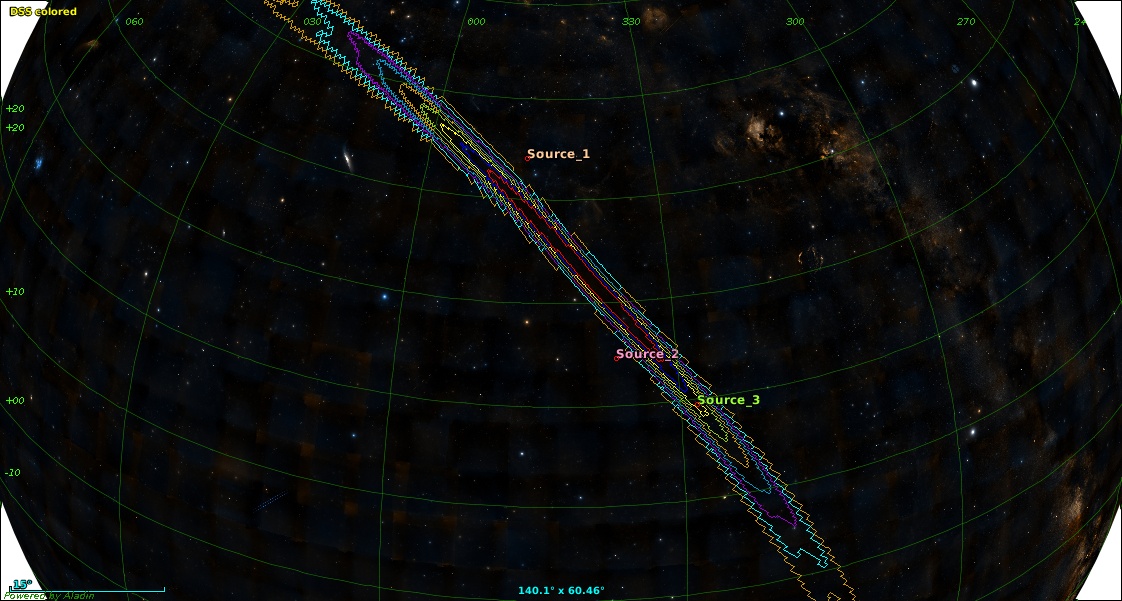 DSS colored
060
030
000
330
300
270
24
+20
+20
Source_1
+10
Source_2
+00
Source_3
-10
15°
140.1° x 60.46°
Powered by Aladin